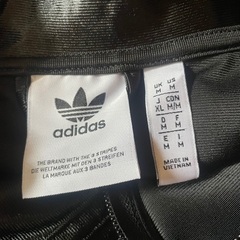 adidas
THE BRAND WITH THE 3 STRIPES
DIE WELTMARKE MIT DEN 3 STREIFEN
LA MARQUE AUX 3 BANDES
UK US
M M
J CON
XL M/M
D F
M M
E I
M M
MADE IN
VIETNAM